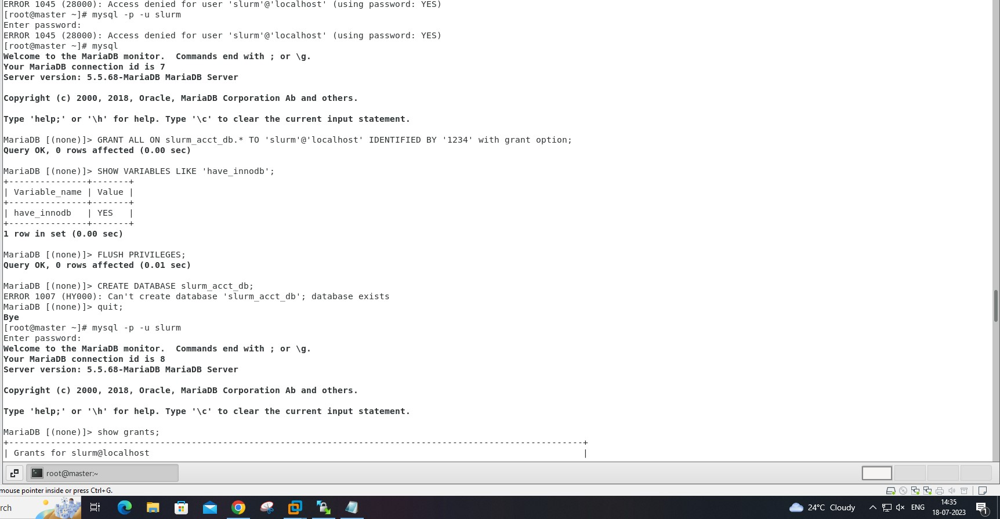 ERROR 1045 (28000): Access denied for user 'slurm'@'localhost' (using password: YES)
[root@master ~]# mysql -p -u slurm
Enter password:
ERROR 1045 (28000): Access denied for user 'slurm'@'localhost' (using password: YES)
[root@master ~]# mysql
Welcome to the MariaDB monitor.  Commands end with ; or \g.
Your MariaDB connection id is 7
Server version: 5.5.68-MariaDB MariaDB Server
Copyright (c) 2000, 2018, Oracle, MariaDB Corporation Ab and others.
Type 'help;' or '\h' for help. Type '\c' to clear the current input statement.
MariaDB [(none)]> GRANT ALL ON slurm_acct_db.* TO 'slurm'@'localhost' IDENTIFIED BY '1234' with grant option;
Query OK, 0 rows affected (0.00 sec)
MariaDB [(none)]> SHOW VARIABLES LIKE 'have_innodb';
+---------------+-------+
| Variable_name | Value |
+---------------+-------+
| have_innodb   | YES   |
+---------------+-------+
1 row in set (0.00 sec)
MariaDB [(none)]> FLUSH PRIVILEGES;
Query OK, 0 rows affected (0.01 sec)
MariaDB [(none)]> CREATE DATABASE slurm_acct_db;
ERROR 1007 (HY000): Can't create database 'slurm_acct_db'; database exists
MariaDB [(none)]> quit;
Bye
[root@master ~]# mysql -p -u slurm
Enter password:
Welcome to the MariaDB monitor.  Commands end with ; or \g.
Your MariaDB connection id is 8
Server version: 5.5.68-MariaDB MariaDB Server
Copyright (c) 2000, 2018, Oracle, MariaDB Corporation Ab and others.
Type 'help;' or '\h' for help. Type '\c' to clear the current input statement.
MariaDB [(none)]> show grants;
+--------------------------------------------------------------------------------------------------------------+
| Grants for slurm@localhost                                                                                   |
root@master:~
mouse pointer inside or press Ctrl+G.
rch
24°C Cloudy
ENG
14:35
18-07-2023
1